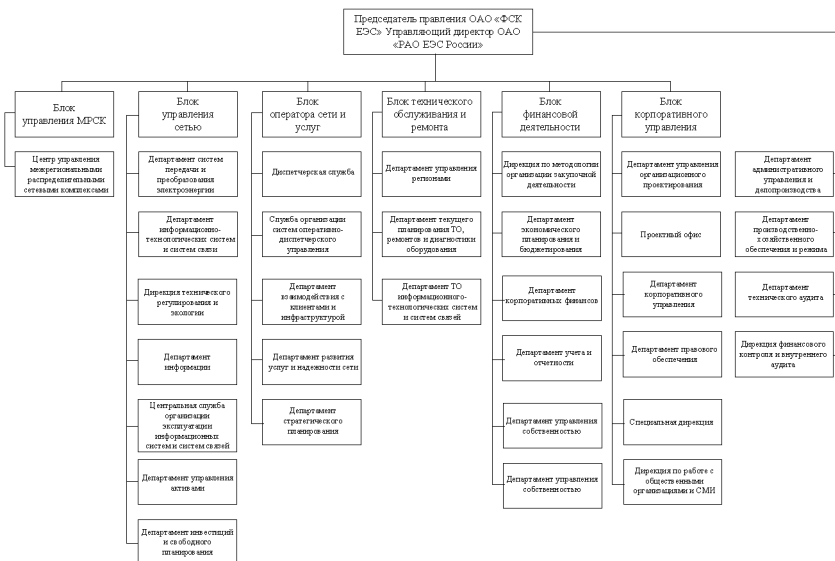 Председатель правления ОАО «ФСК
ЕЭС» Управляющий директор ОАО
«РАО ЕЭС России»
Блок
управления МРСК
Центр управления
межрегиональными
распределительными
сетевыми комплексами
Блок
управления
сетью
Департамент систем
передачи и
преобразования
электроэнергии
Департамент
информационно-
технологических систем
и систем связи
Дирекция технического
регулирования и
экологии
Департамент
информации
Центральная служба
организации
эксплуатации
информационных
систем и систем связей
Департамент управления
активами
Департамент инвестиций
и свободного
планирования
Блок
оператора сети и
услуг
Диспетчерская служба
Служба организации
систем оперативно-
диспетчерского
управления
Департамент
взаимодействия с
клиентами и
инфраструктурой
Департамент развития
услуг и надежности сети
Департамент
стратегического
планирования
Блок технического
обслуживания и
ремонта
Департамент управления
регионами
Департамент текущего
планирования ТО,
ремонтов и диагностики
оборудования
Департамент ТО
информационного-
технологических систем
и систем связей
Блок
финансовой
деятельности
Дирекция по методологии
организации закупочной
деятельности
Департамент
экономического
планирования и
бюджетирования
Департамент
корпоративных финансов
Департамент учета и
отчетности
Департамент управления
собственностью
Департамент управления
собственностью
Блок
корпоративного
управления
Департамент управления
организационного
проектирования
Проектный офис
Департамент
корпоративного
управления
Департамент правового
обеспечения
Специальная дирекция
Дирекция по работе с
общественными
организациями и СМИ
Департамент
административного
управления и
делопроизводства
Департамент
производственно-
хозяйственного
обеспечения и режима
Департамент
технического аудита
Дирекция финансового
контроля и внутреннего
аудита